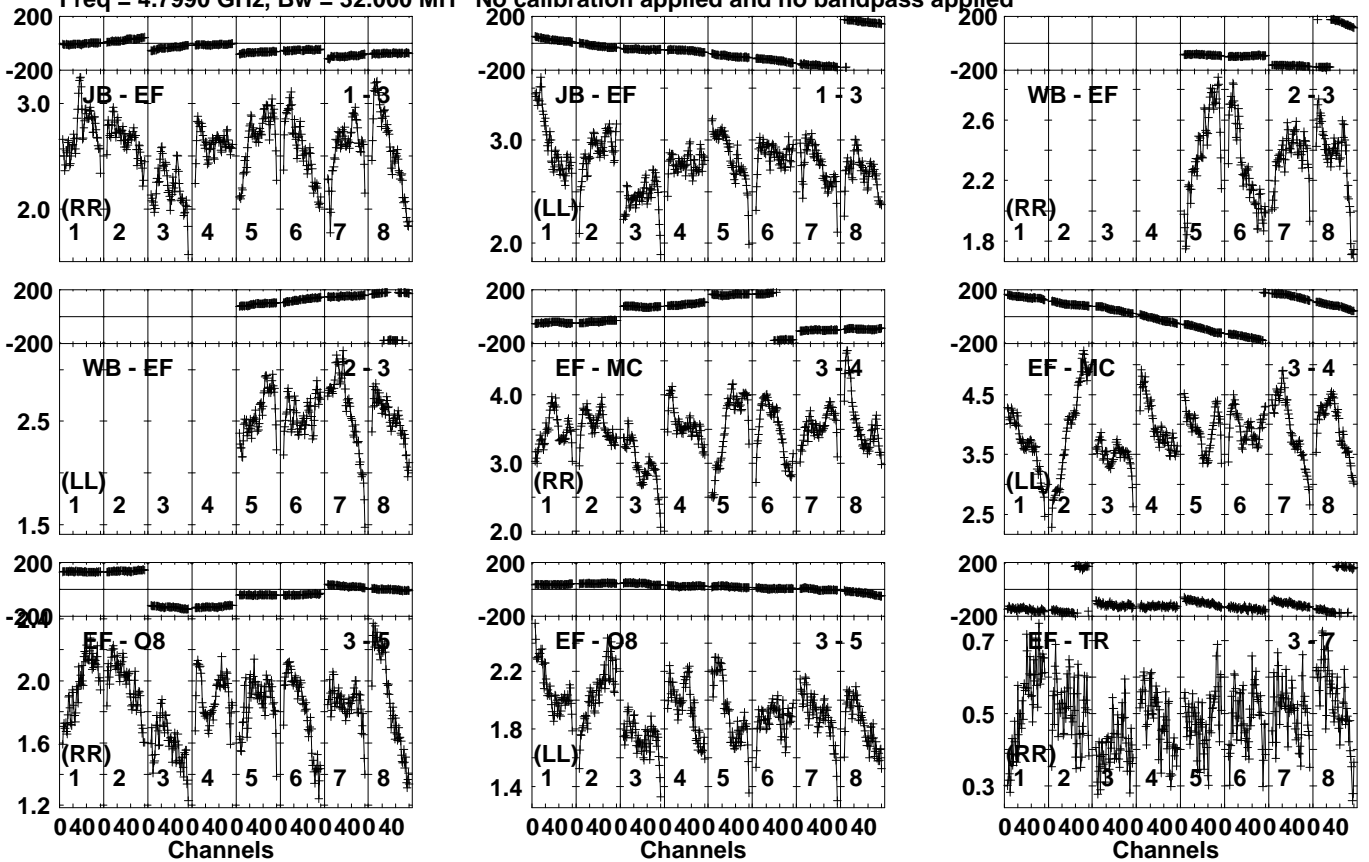 Freq = 4.7990 GHz, Bw = 32.000 MH No calibration applied and no bandpass applied
200 200 200
-200 -200 -200
JB - EF 1 - 3 JB - EF 1 - 3 WB - EF 2 - 3
3.0 3.0 2.6
2.0 2.2
(RR) (LL) (RR)
1 2 3 4 5 6 7 8 1 2 3 4 5 6 7 8 1 2 3 4 5 6 7 8
2.0 1.8
200 200 200
-200 -200 -200
WB - EF 2 - 3 EF - MC 3 - 4 EF - MC 3 - 4
2.5 4.0 4.5
3.0 3.5
(LL) (RR) (LL)
1 2 3 4 5 6 7 8 1 2 3 4 5 6 7 8 1 2 3 4 5 6 7 8
1.5 2.0 2.5
200 200 200
-200 -200 -200
2.4
EF - O8 3 - 5 EF - O8 3 - 5 EF - TR 3 - 7
2.0 2.2 0.7
1.6 1.8 0.5
(RR) (LL) (RR)
1 2 3 4 5 6 7 8 1 2 3 4 5 6 7 8 1 2 3 4 5 6 7 8
1.2 1.4 0.3
0 40 0 40 0 40 0 40 0 40 0 40 0 40 0 40 0 40 0 40 0 40 0 40 0 40 0 40 0 40 0 40 0 40 0 40 0 40 0 40 0 40 0 40 0 40 0 40
Channels Channels Channels